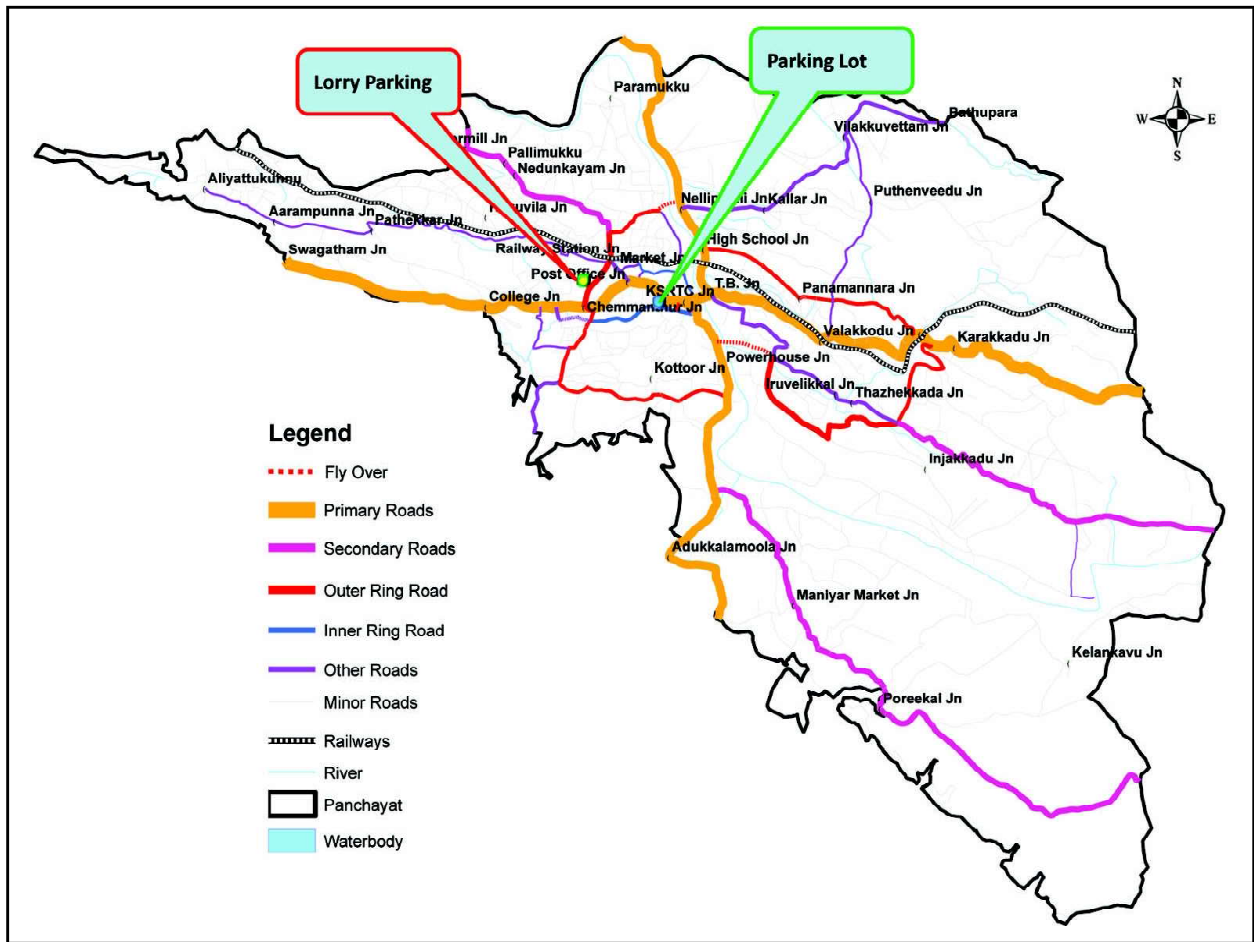 Lorry Parking
Parking Lot
N
W
E
S
Paramukku
Bathupara
Vilakkuvettam Jn
Pallimukku
Nedunkayam Jn
Aliyattukunnu
Puthenveedu Jn
Kallar Jn
Aarampunna Jn
Pathekkar Jn
High School Jn
Swagatham Jn
Railway Station Jn
Market Jn
Post Office Jn
T.B. Jn
KSRTC Jn
College Jn
Panamannara Jn
Valakkodu Jn
Karakkadu Jn
Kottoor Jn
Powerhouse Jn
Iruvelikkal Jn
Thazhekkada Jn
Injakkadu Jn
Adukkalamoola Jn
Maniyar Market Jn
Kelankavu Jn
Poreekal Jn
Legend
Fly Over
Primary Roads
Secondary Roads
Outer Ring Road
Inner Ring Road
Other Roads
Minor Roads
Railways
River
Panchayat
Waterbody